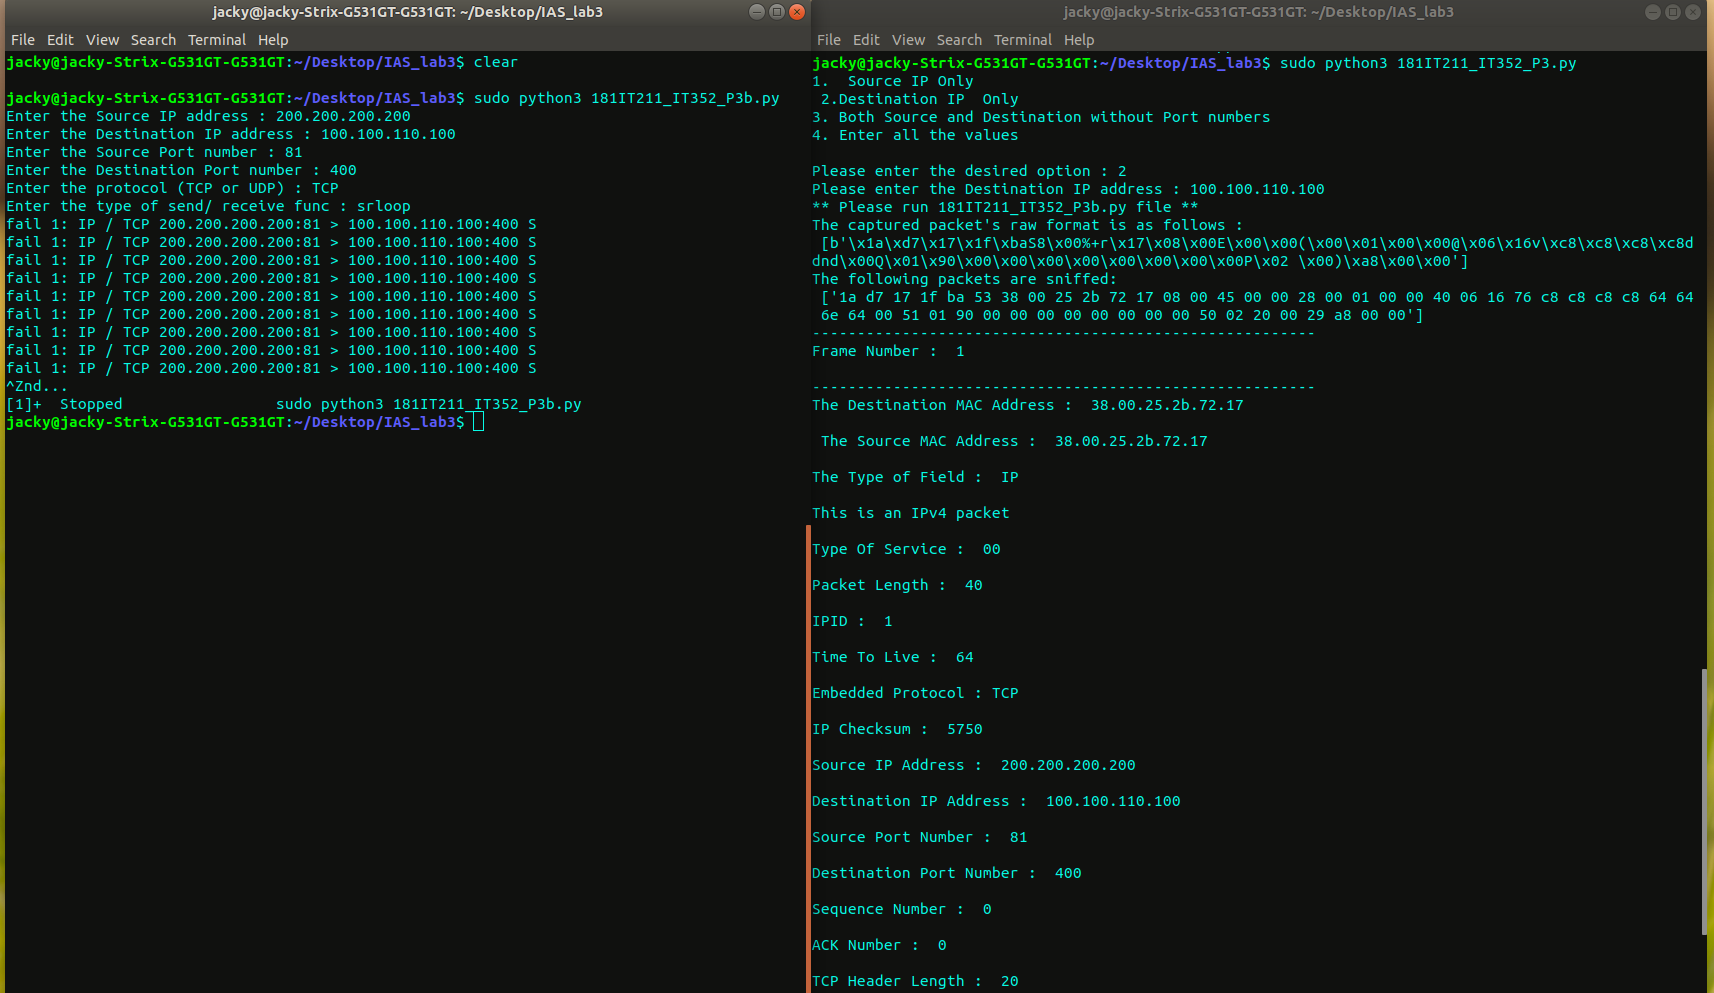 jacky@jacky-Strix-G531GT-G531GT: ~/Desktop/IAS_lab3
File Edit View Search Terminal Help
jacky@jacky-Strix-G531GT-G531GT:~/Desktop/IAS_lab3$ clear
jacky@jacky-Strix-G531GT-G531GT:~/Desktop/IAS_lab3$ sudo python3 181IT211_IT352_P3b.py
Enter the Source IP address : 200.200.200.200
Enter the Destination IP address : 100.100.110.100
Enter the Source Port number : 81
Enter the Destination Port number : 400
Enter the protocol (TCP or UDP) : TCP
Enter the type of send/ receive func : srloop
fail 1: IP / TCP 200.200.200.200:81 > 100.100.110.100:400 S
fail 1: IP / TCP 200.200.200.200:81 > 100.100.110.100:400 S
fail 1: IP / TCP 200.200.200.200:81 > 100.100.110.100:400 S
fail 1: IP / TCP 200.200.200.200:81 > 100.100.110.100:400 S
fail 1: IP / TCP 200.200.200.200:81 > 100.100.110.100:400 S
fail 1: IP / TCP 200.200.200.200:81 > 100.100.110.100:400 S
fail 1: IP / TCP 200.200.200.200:81 > 100.100.110.100:400 S
fail 1: IP / TCP 200.200.200.200:81 > 100.100.110.100:400 S
fail 1: IP / TCP 200.200.200.200:81 > 100.100.110.100:400 S
^Znd...
[1]+  Stopped                 sudo python3 181IT211_IT352_P3b.py
jacky@jacky-Strix-G531GT-G531GT:~/Desktop/IAS_lab3$
jacky@jacky-Strix-G531GT-G531GT: ~/Desktop/IAS_lab3
File Edit View Search Terminal Help
jacky@jacky-Strix-G531GT-G531GT:~/Desktop/IAS_lab3$ sudo python3 181IT211_IT352_P3.py
1.  Source IP Only
 2.Destination IP  Only
3. Both Source and Destination without Port numbers
4. Enter all the values
Please enter the desired option : 2
Please enter the Destination IP address : 100.100.110.100
** Please run 181IT211_IT352_P3b.py file **
The captured packet's raw format is as follows :
 [b'\x1a\xd7\x17\x1f\xbaS8\x00%+r\x17\x08\x00E\x00\x00(\x00\x01\x00\x00@\x06\x16v\xc8\xc8\xc8\xc8d
dnd\x00Q\x01\x90\x00\x00\x00\x00\x00\x00\x00\x00P\x02 \x00)\xa8\x00\x00']
The following packets are sniffed:
 ['1a d7 17 1f ba 53 38 00 25 2b 72 17 08 00 45 00 00 28 00 01 00 00 40 06 16 76 c8 c8 c8 c8 64 64
 6e 64 00 51 01 90 00 00 00 00 00 00 00 00 50 02 20 00 29 a8 00 00']
--------------------------------------------------------
Frame Number :  1
--------------------------------------------------------
The Destination MAC Address :  38.00.25.2b.72.17
 The Source MAC Address :  38.00.25.2b.72.17
The Type of Field :  IP
This is an IPv4 packet
Type Of Service :  00
Packet Length :  40
IPID :  1
Time To Live :  64
Embedded Protocol : TCP
IP Checksum :  5750
Source IP Address :  200.200.200.200
Destination IP Address :  100.100.110.100
Source Port Number :  81
Destination Port Number :  400
Sequence Number :  0
ACK Number :  0
TCP Header Length :  20